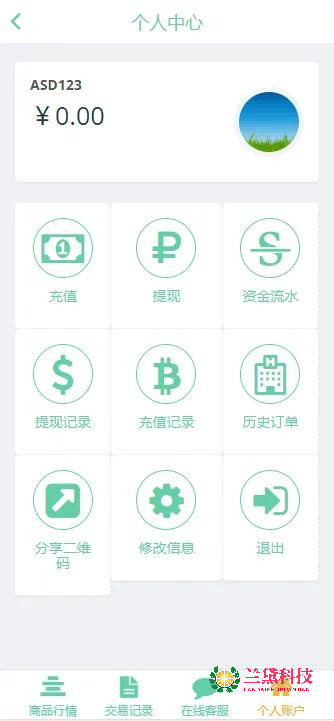 个人中心
ASD123
￥0.00
充值
提现
资金流水
提现记录
充值记录
历史订单
分享二维
码
修改信息
退出
兰黛科技
商品行情
交易记录
在线客服
个人账户